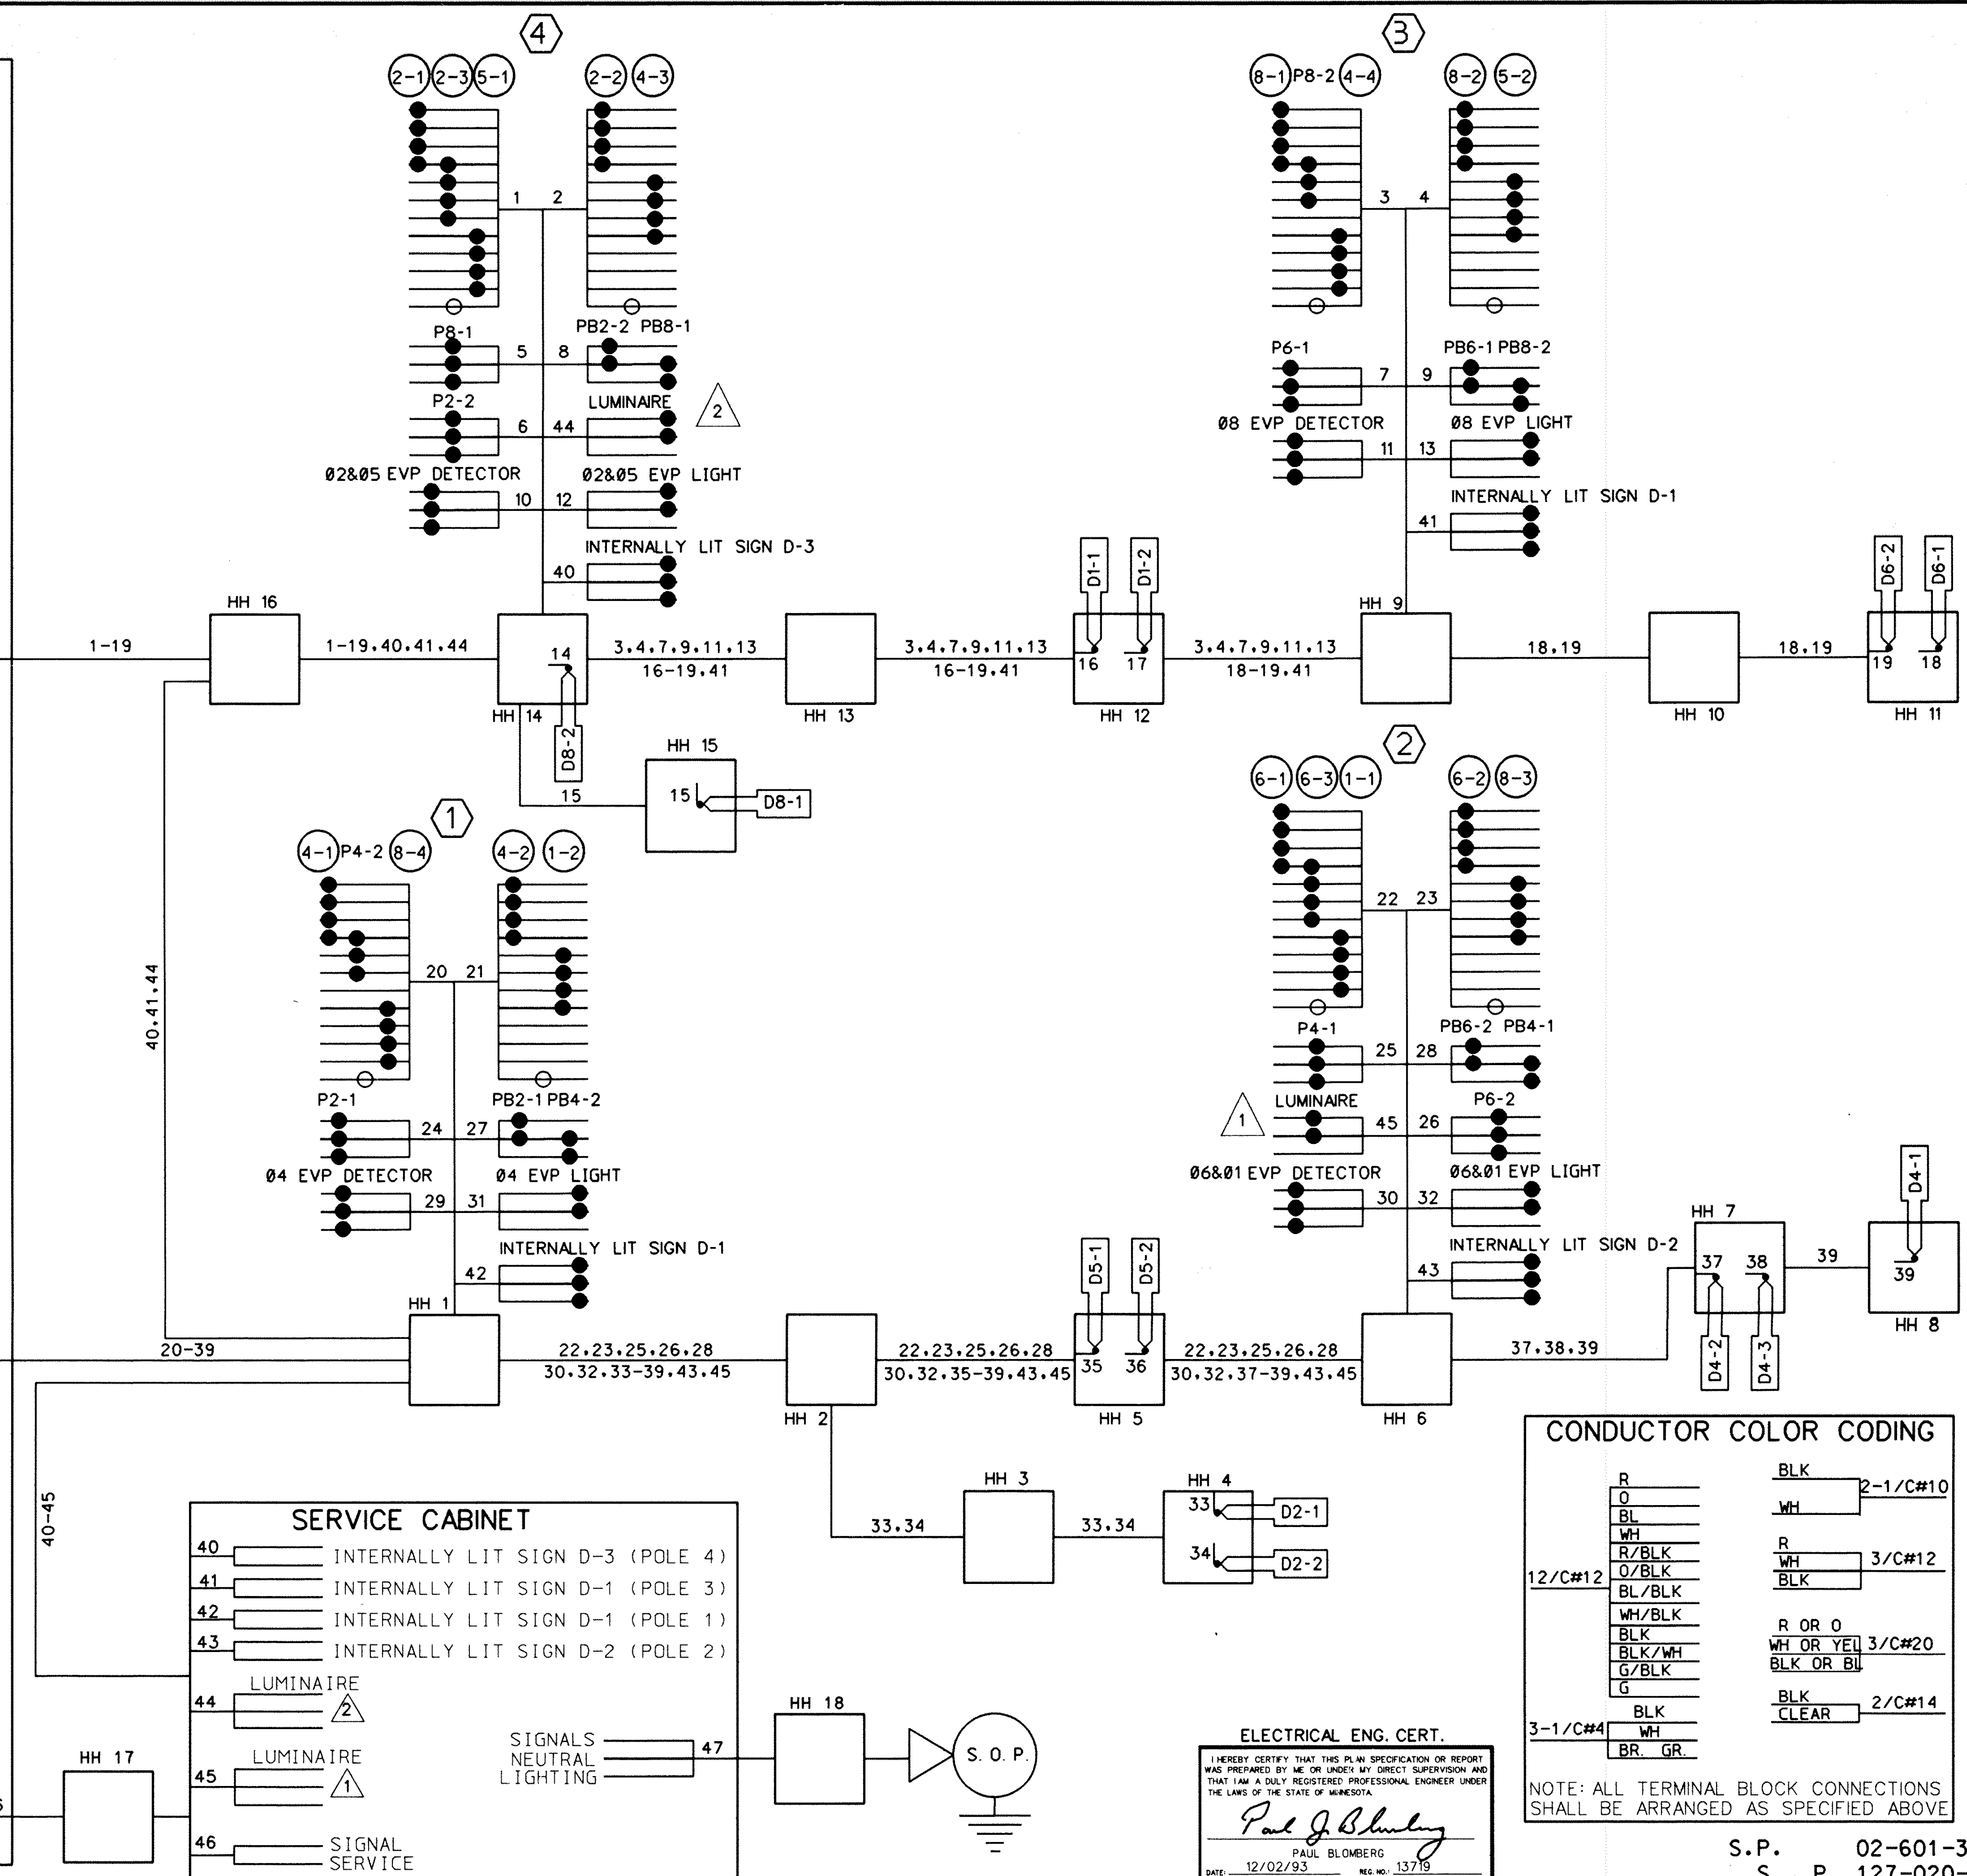 4
2-1 2-3 5-1 2-2 4-3
1 2
P8-1
PB2-2 PB8-1
5 8
P2-2
LUMINAIRE
2
6 44
Ø2&Ø5 EVP DETECTOR
Ø2&Ø5 EVP LIGHT
10 12
INTERNALLY LIT SIGN D-3
40
3
8-1 P8-2 4-4 8-2 5-2
3 4
P6-1
PB6-1 PB8-2
7 9
Ø8 EVP DETECTOR
Ø8 EVP LIGHT
11 13
INTERNALLY LIT SIGN D-1
41
HH 16
1-19
1-19.40.41.44
14
HH 14
D8-2
3.4.7.9.11.13
16-19.41
HH 13
3.4.7.9.11.13
16-19.41
D1-1
D1-2
16
17
HH 12
3.4.7.9.11.13
18-19.41
HH 9
18.19
HH 10
18.19
D6-2
D6-1
19
18
HH 11
15
HH 15
15
D8-1
40.41.44
1
4-1 P4-2 8-4 4-2 1-2
20 21
P2-1
PB2-1 PB4-2
24 27
Ø4 EVP DETECTOR
Ø4 EVP LIGHT
29 31
INTERNALLY LIT SIGN D-1
42
2
6-1 6-3 1-1 6-2 8-3
22 23
P4-1
PB6-2 PB4-1
25 28
1
LUMINAIRE
P6-2
45 26
Ø6&Ø1 EVP DETECTOR
Ø6&Ø1 EVP LIGHT
30 32
INTERNALLY LIT SIGN D-2
43
HH 1
20-39
22.23.25.26.28
30.32.33-39.43.45
HH 2
22.23.25.26.28
30.32.35-39.43.45
D5-1
D5-2
35
36
HH 5
22.23.25.26.28
30.32.37-39.43.45
HH 6
37.38.39
HH 7
37
38
D4-2
D4-3
39
D4-1
39
HH 8
33.34
HH 3
33.34
HH 4
33
D2-1
34
D2-2
40-45
SERVICE CABINET
40 INTERNALLY LIT SIGN D-3 (POLE 4)
41 INTERNALLY LIT SIGN D-1 (POLE 3)
42 INTERNALLY LIT SIGN D-1 (POLE 1)
43 INTERNALLY LIT SIGN D-2 (POLE 2)
LUMINAIRE
44 2
LUMINAIRE
45 1
46 SIGNAL
SERVICE
SIGNALS
NEUTRAL
LIGHTING
47
HH 17
HH 18
S.O.P.
CONDUCTOR COLOR CODING
12/C#12
R
O
BL
WH
R/BLK
O/BLK
BL/BLK
WH/BLK
BLK
BLK/WH
G/BLK
G
3-1/C#4
BLK
WH
BR. GR.
BLK
WH
2-1/C#10
R
WH
BLK
3/C#12
R OR O
WH OR YEL
BLK OR BL
3/C#20
BLK
CLEAR
2/C#14
NOTE: ALL TERMINAL BLOCK CONNECTIONS
SHALL BE ARRANGED AS SPECIFIED ABOVE
ELECTRICAL ENG. CERT.
I HEREBY CERTIFY THAT THIS PLAN SPECIFICATION OR REPORT
WAS PREPARED BY ME OR UNDER MY DIRECT SUPERVISION AND
THAT I AM A DULY REGISTERED PROFESSIONAL ENGINEER UNDER
THE LAWS OF THE STATE OF MINNESOTA.
Paul J. Blomberg
PAUL BLOMBERG
DATE: 12/02/93 REG. NO.: 13719
S.P. 02-601-3
S. P. 127-020-